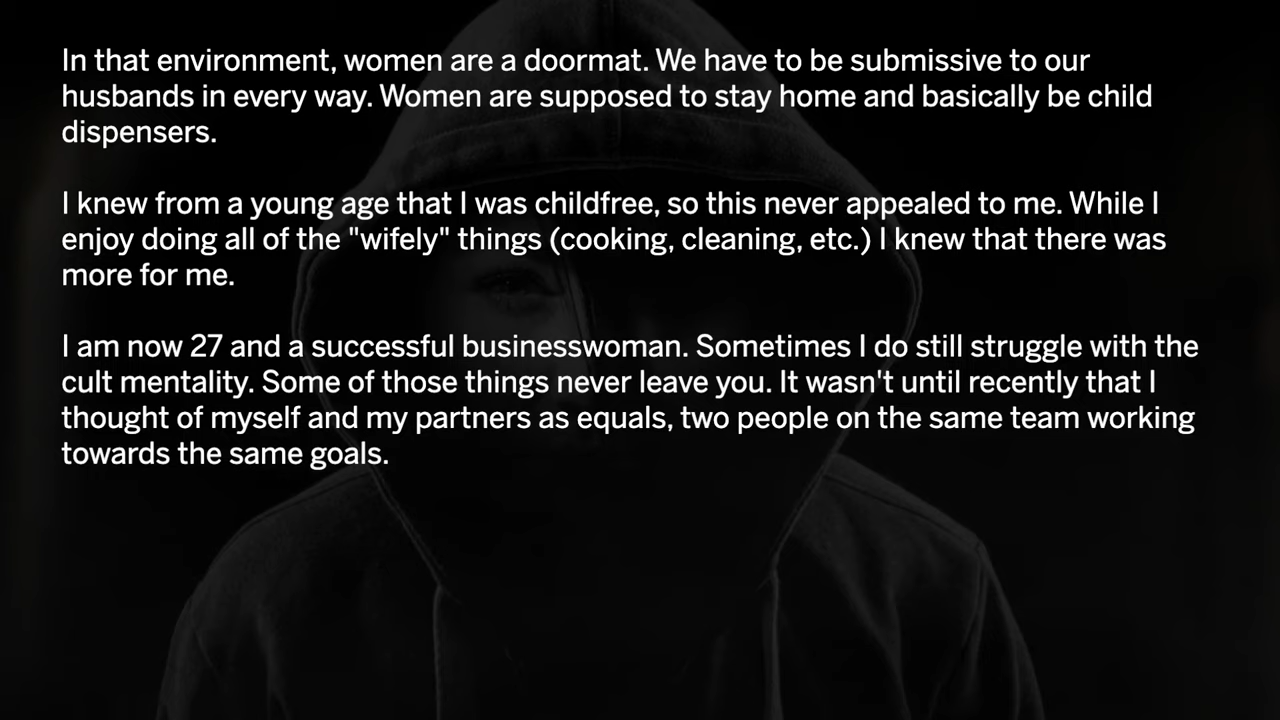 In that environment, women are a doormat. We have to be submissive to our
husbands in every way. Women are supposed to stay home and basically be child
dispensers.
I knew from a young age that I was childfree, so this never appealed to me. While I
enjoy doing all of the "wifely" things (cooking, cleaning, etc.) I knew that there was
more for me.
I am now 27 and a successful businesswoman. Sometimes I do still struggle with the
cult mentality. Some of those things never leave you. It wasn't until recently that I
thought of myself and my partners as equals, two people on the same team working
towards the same goals.